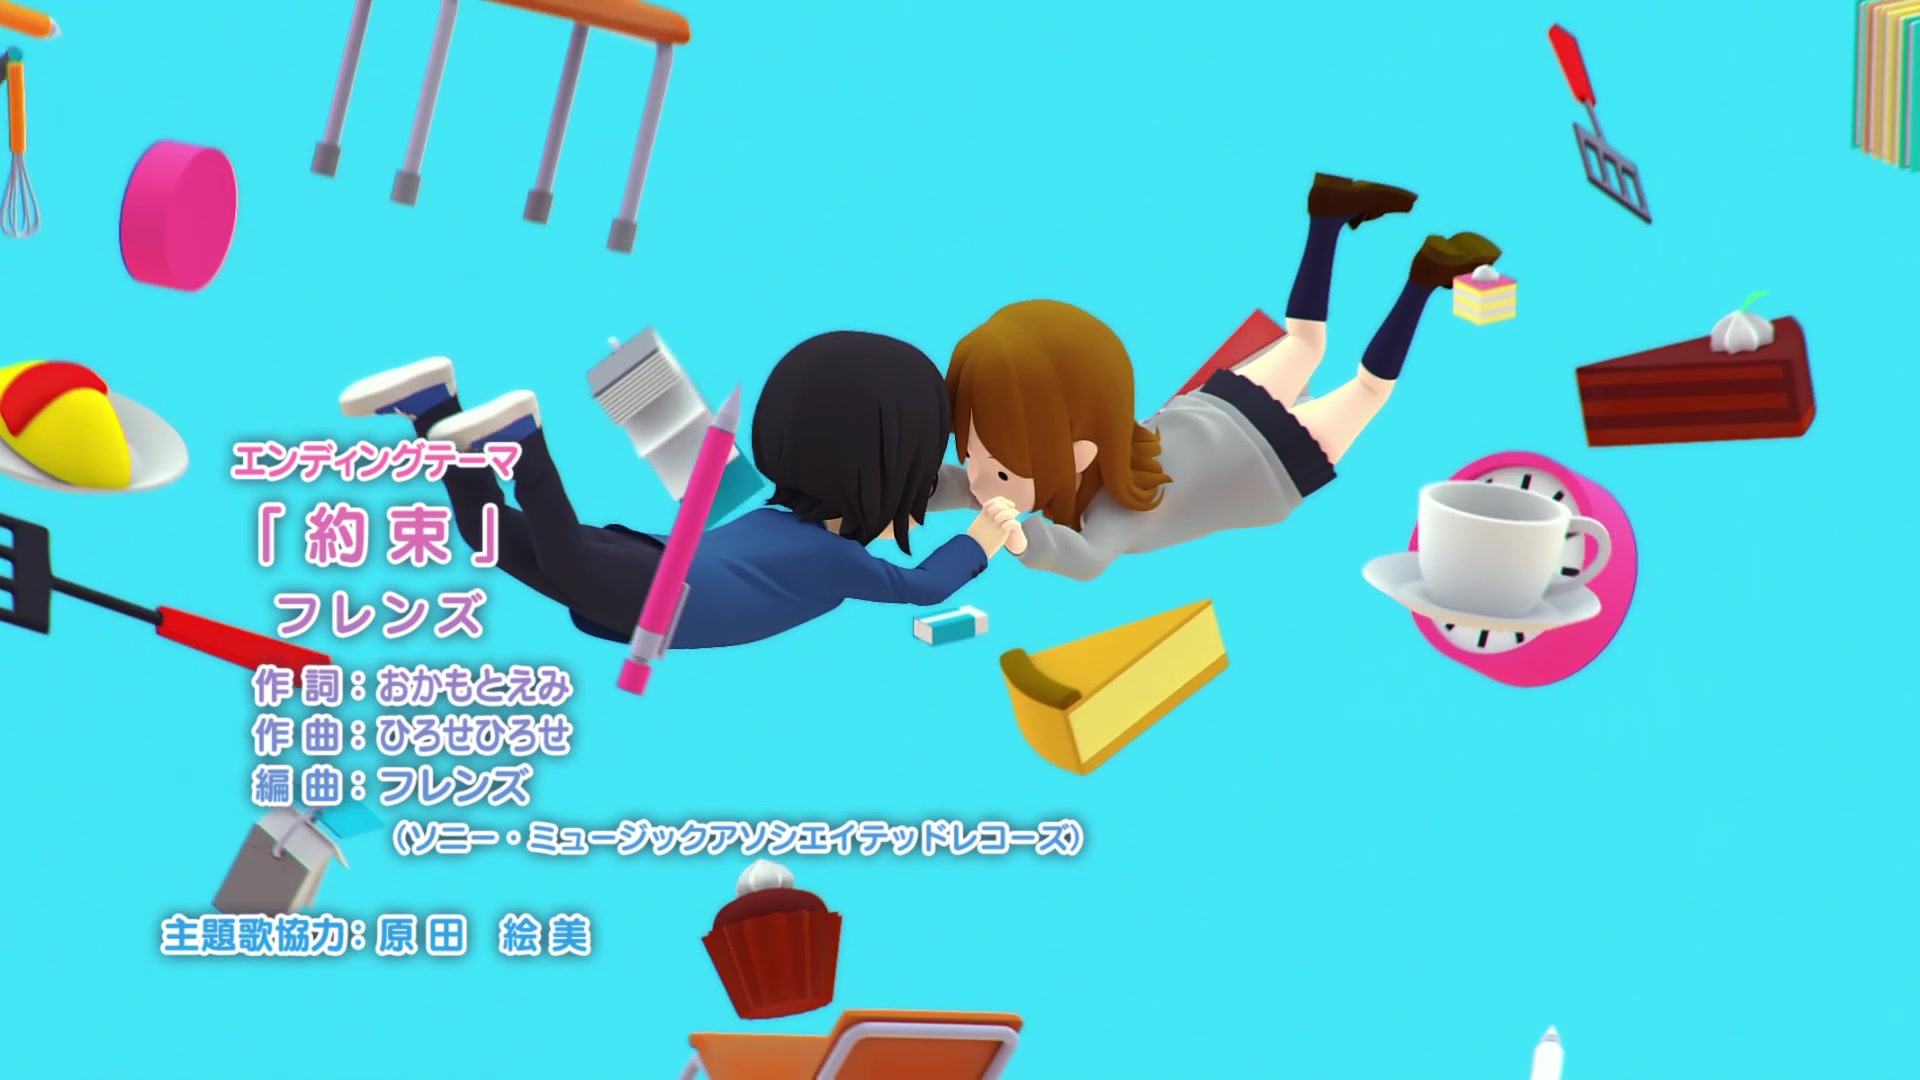 エンディングテーマ
「約束」
フレンズ
作詞：おかもとえみ
作曲：ひろせひろせ
編曲：フレンズ
（ソニー・ミュージックアソシエイテッドレコーズ）
主題歌協力：原田　絵美